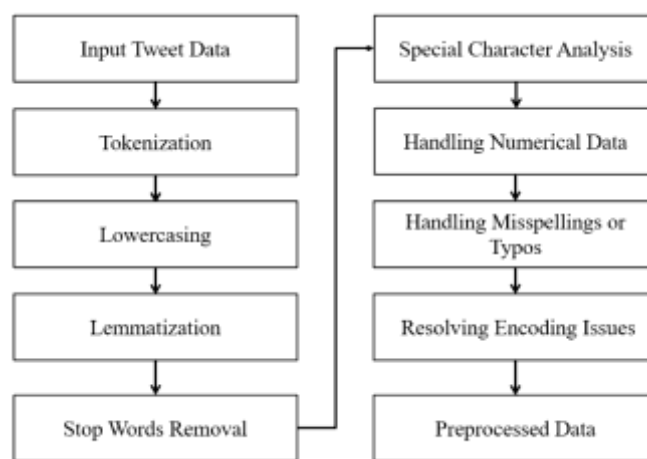 Input Tweet Data
Tokenization
Lowercasing
Lemmatization
Stop Words Removal
Special Character Analysis
Handling Numerical Data
Handling Misspellings or
Typos
Resolving Encoding Issues
Preprocessed Data